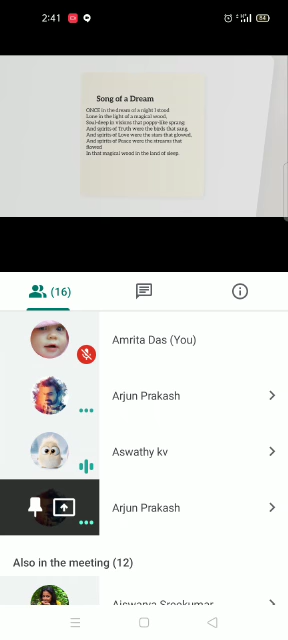 2:41
84
Song of a Dream
ONCE in the dream of a night I stood
Lone in the light of a magical wood,
Soul-deep in visions that poppy-like sprang;
And spirits of Truth were the birds that sang,
And spirits of Love were the stars that glowed,
And spirits of Peace were the streams that
flowed
In that magical wood in the land of sleep.
(16)
Amrita Das (You)
Arjun Prakash
Aswathy kv
Arjun Prakash
Also in the meeting (12)
Aiswarya Sreekumar